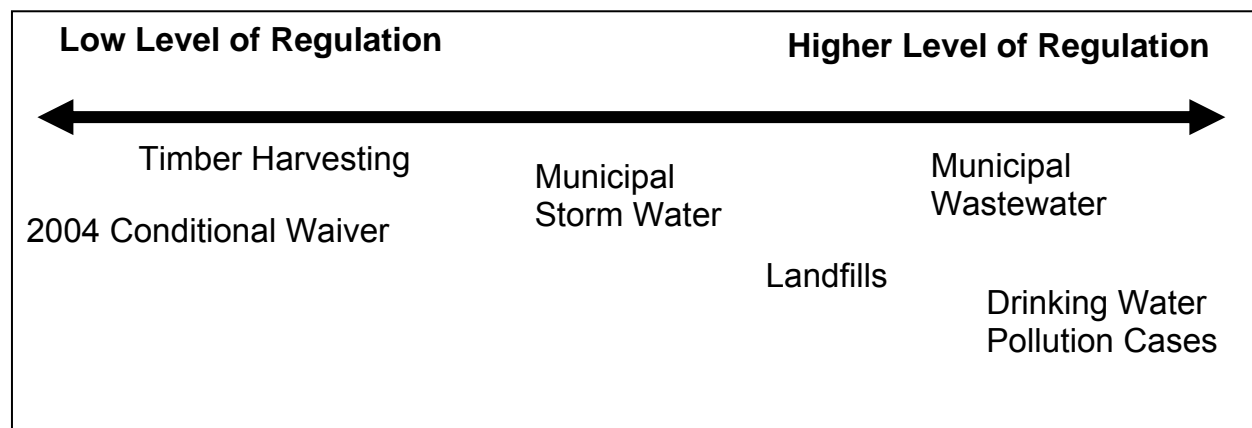 Low Level of Regulation
Higher Level of Regulation
Timber Harvesting
2004 Conditional Waiver
Municipal
Storm Water
Landfills
Municipal
Wastewater
Drinking Water
Pollution Cases